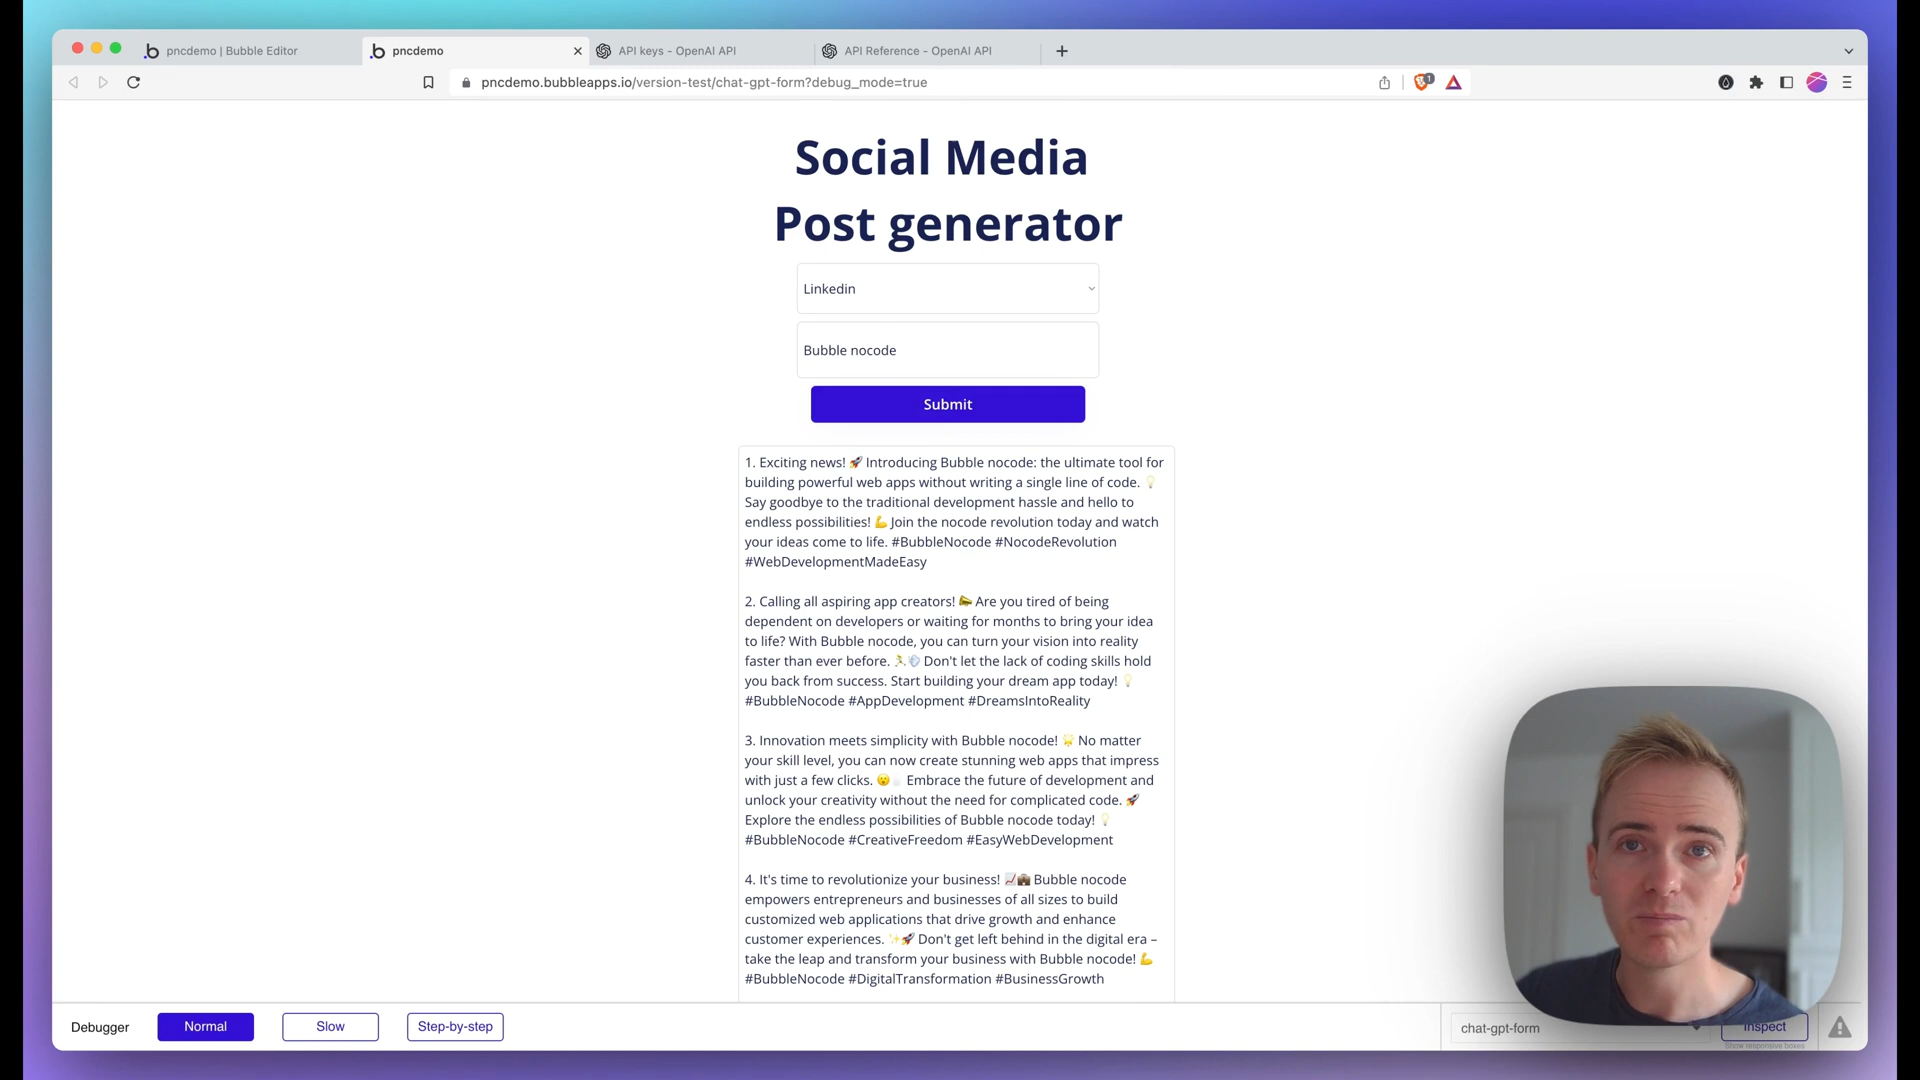 pncdemo | Bubble Editor
pncdemo
API keys - OpenAI API
API Reference - OpenAI API
pncdemo.bubbleapps.io/version-test/chat-gpt-form?debug_mode=true
1
Social Media
Post generator
Linkedin
Bubble nocode
Submit
1. Exciting news! 🚀 Introducing Bubble nocode: the ultimate tool for
building powerful web apps without writing a single line of code. 💡
Say goodbye to the traditional development hassle and hello to
endless possibilities! 💪 Join the nocode revolution today and watch
your ideas come to life. #BubbleNocode #NocodeRevolution
#WebDevelopmentMadeEasy
2. Calling all aspiring app creators! 📣 Are you tired of being
dependent on developers or waiting for months to bring your idea
to life? With Bubble nocode, you can turn your vision into reality
faster than ever before. 🏃💨 Don't let the lack of coding skills hold
you back from success. Start building your dream app today! 💡
#BubbleNocode #AppDevelopment #DreamsIntoReality
3. Innovation meets simplicity with Bubble nocode! 🌟 No matter
your skill level, you can now create stunning web apps that impress
with just a few clicks. 😮 Embrace the future of development and
unlock your creativity without the need for complicated code. 🚀
Explore the endless possibilities of Bubble nocode today! 💡
#BubbleNocode #CreativeFreedom #EasyWebDevelopment
4. It's time to revolutionize your business! 📈💼 Bubble nocode
empowers entrepreneurs and businesses of all sizes to build
customized web applications that drive growth and enhance
customer experiences. ✨🚀 Don't get left behind in the digital era –
take the leap and transform your business with Bubble nocode! 💪
#BubbleNocode #DigitalTransformation #BusinessGrowth
Debugger
Normal
Slow
Step-by-step
chat-gpt-form
Inspect
Show responsive boxes